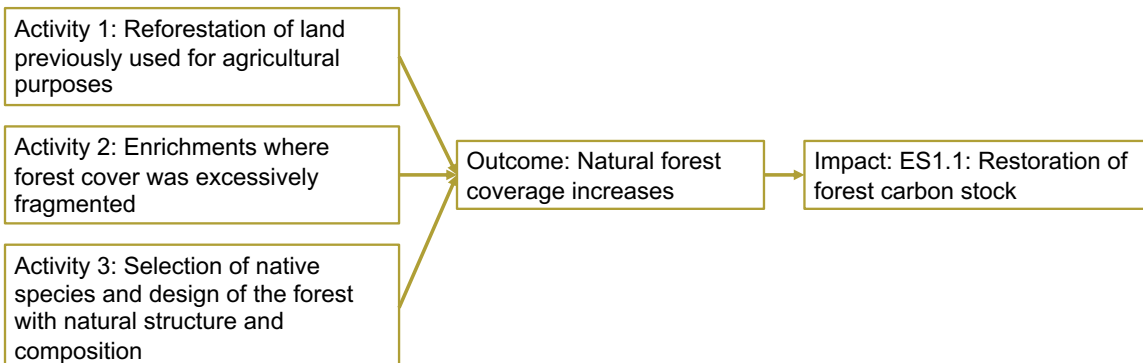 Activity 1: Reforestation of land
previously used for agricultural
purposes
Activity 2: Enrichments where
forest cover was excessively
fragmented
Activity 3: Selection of native
species and design of the forest
with natural structure and
composition
Outcome: Natural forest
coverage increases
Impact: ES1.1: Restoration of
forest carbon stock